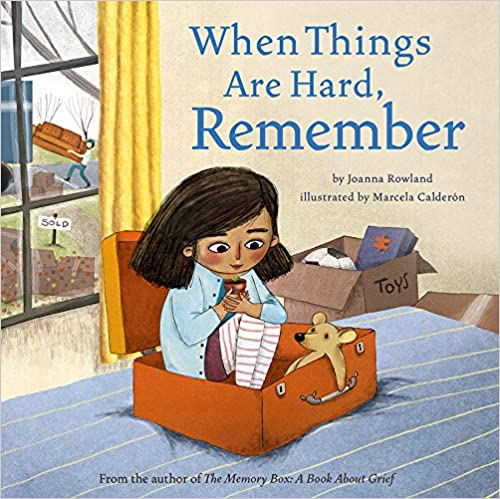 When Things
Are Hard,
Remember
by Joanna Rowland
illustrated by Marcela Calderón
SOLD
TOYS
From the author of The Memory Box: A Book About Grief